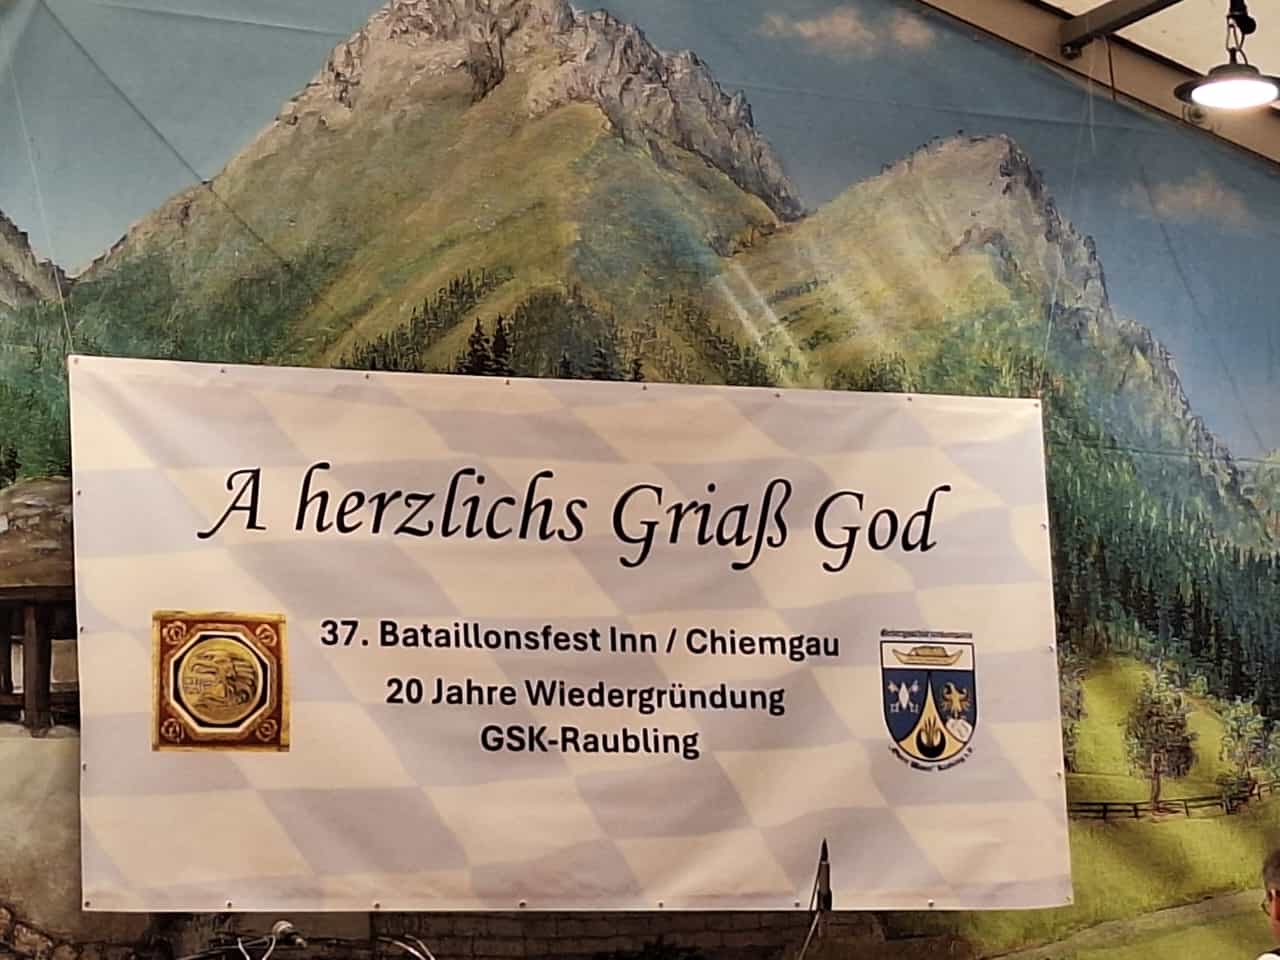 A herzlichs Griaß God
37. Bataillonsfest Inn / Chiemgau
20 Jahre Wiedergründung
GSK-Raubling